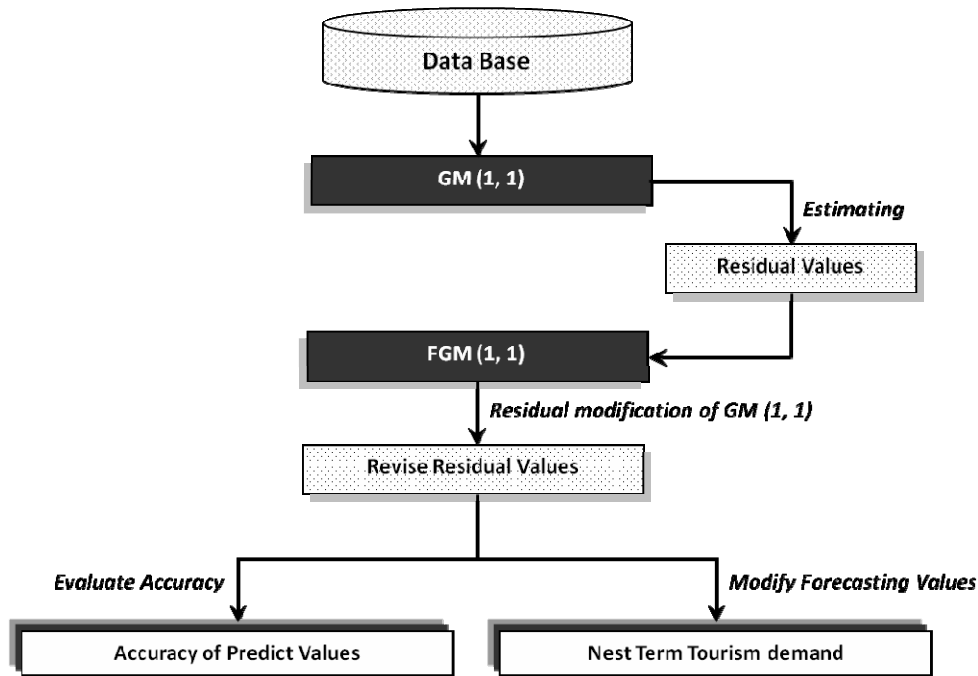 Data Base
GM (1, 1)
Estimating
Residual Values
FGM (1, 1)
Residual modification of GM (1, 1)
Revise Residual Values
Evaluate Accuracy
Modify Forecasting Values
Accuracy of Predict Values
Nest Term Tourism demand